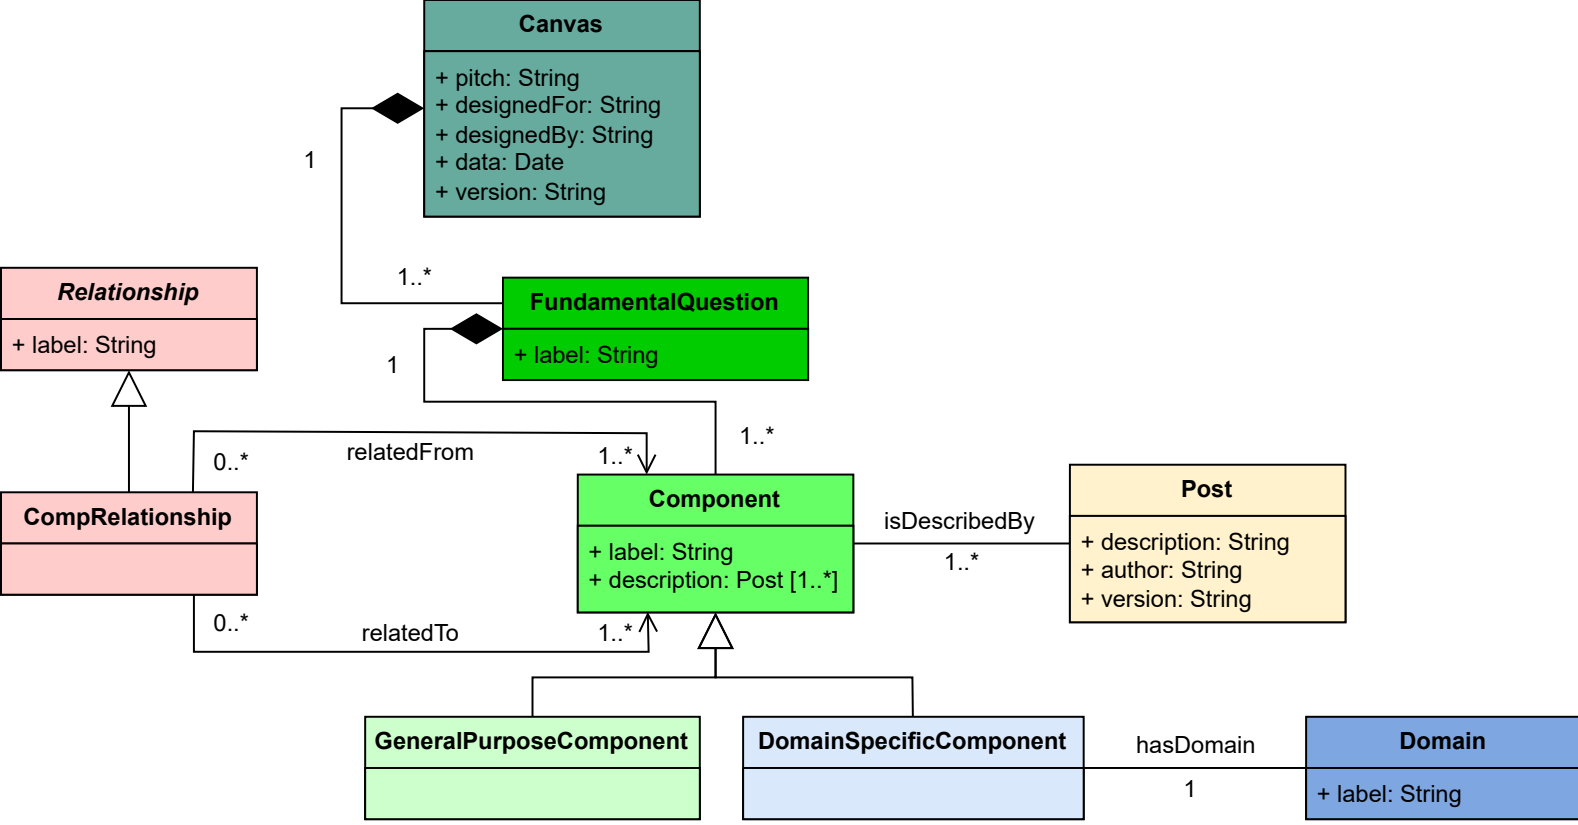 Canvas
+ pitch: String
+ designedFor: String
+ designedBy: String
+ data: Date
+ version: String
1
1..*
Relationship
+ label: String
FundamentalQuestion
+ label: String
1
1..*
relatedFrom
0..*
1..*
CompRelationship
Component
+ label: String
+ description: Post [1..*]
isDescribedBy
1..*
Post
+ description: String
+ author: String
+ version: String
0..*
relatedTo
1..*
GeneralPurposeComponent
DomainSpecificComponent
hasDomain
1
Domain
+ label: String